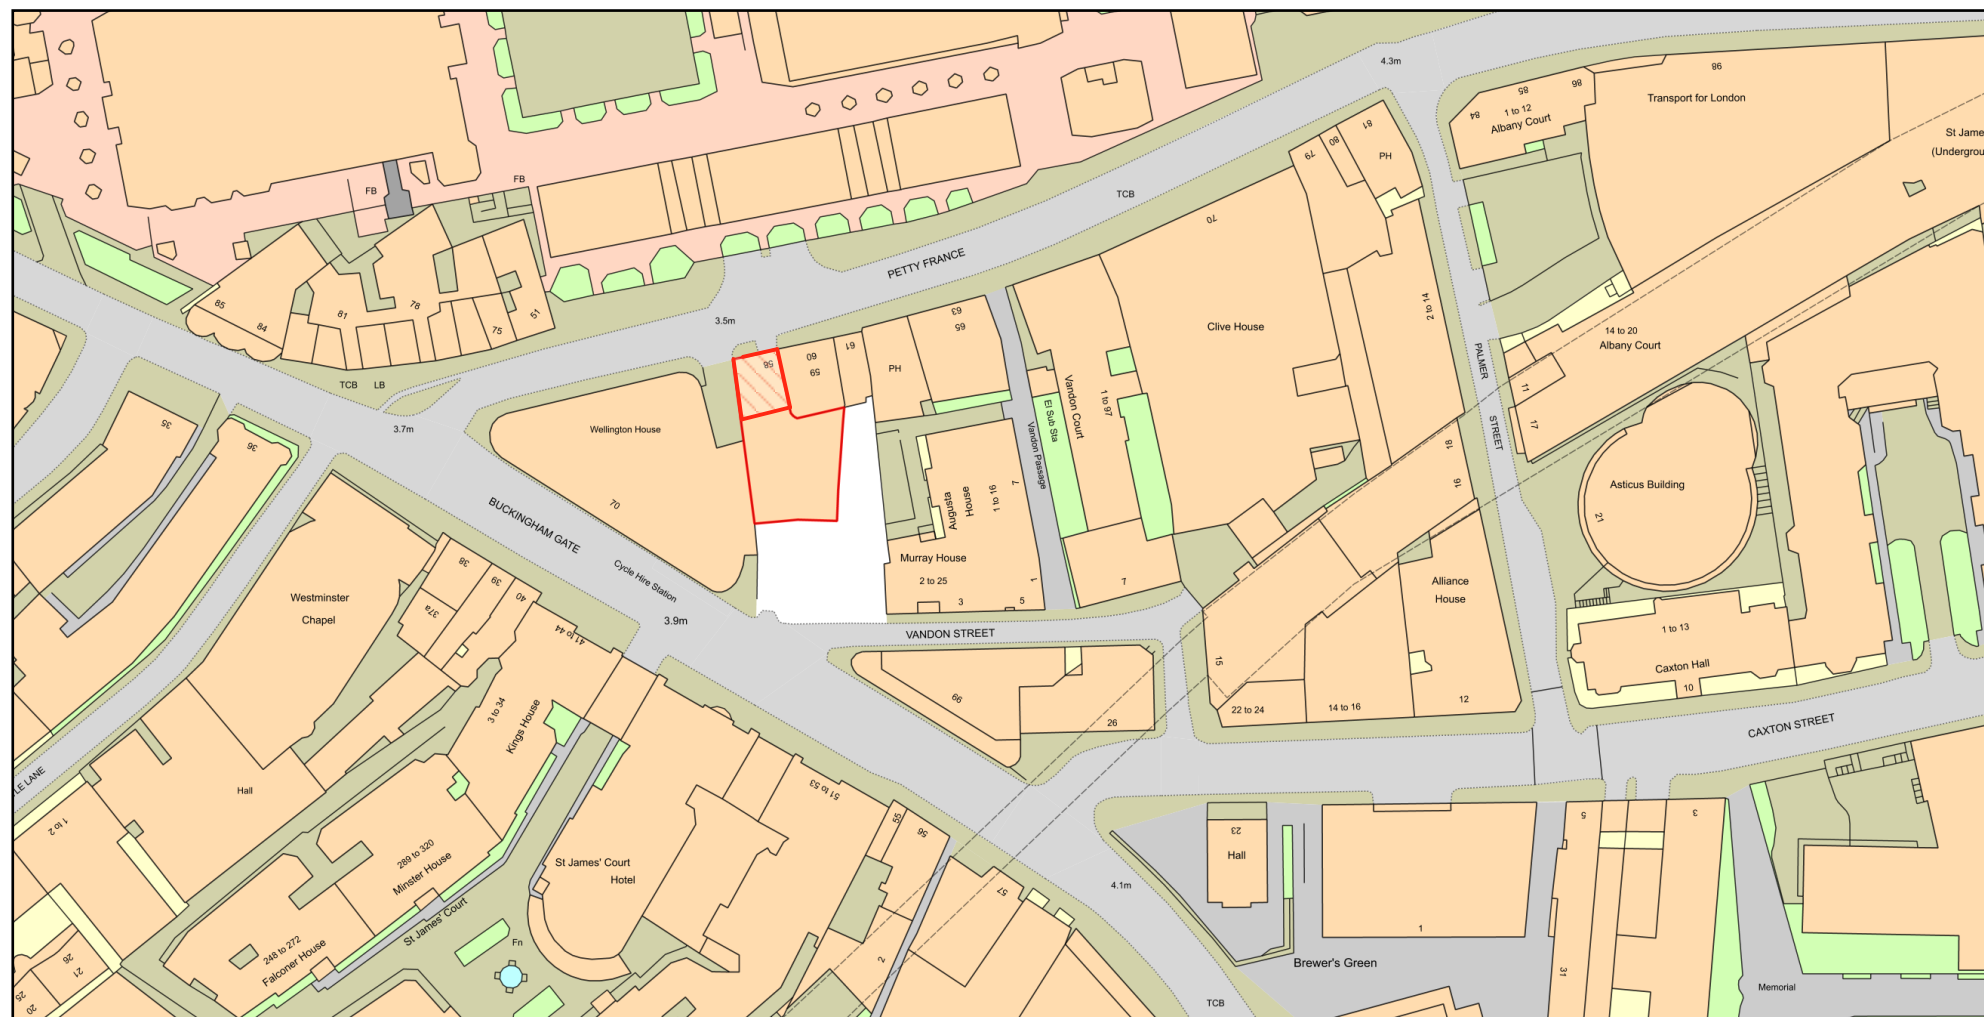 4.3m
98
Transport for London
86
85
84
1 to 12
Albany Court
St Jame
(Undergrou
81
80
79
PH
FB
FB
TCB
70
PETTY FRANCE
85
84
81
78
75
51
3.5m
63
65
61
60
59
58
PH
Clive House
2 to 14
PALMER
STREET
14 to 20
Albany Court
11
17
TCB
LB
3.7m
35
36
Wellington House
70
Vandon Court
1 to 97
El Sub Sta
Vandon Passage
18
16
Asticus Building
21
BUCKINGHAM GATE
Cycle Hire Station
Augusta
House
1 to 16
7
Murray House
2 to 25
3
5
1
7
Alliance
House
Westminster
Chapel
38
39
40
37a
41 to 44
3.9m
VANDON STREET
15
1 to 13
Caxton Hall
10
66
26
22 to 24
14 to 16
12
CAXTON STREET
3 to 34
Kings House
LE LANE
Hall
1 to 2
51 to 53
55
56
57
289 to 320
Minster House
St James' Court
Hotel
23
Hall
5
3
4.1m
St James' Court
248 to 272
Falconer House
Fn
26
21
25
20
2
1
31
Brewer's Green
Memorial
TCB